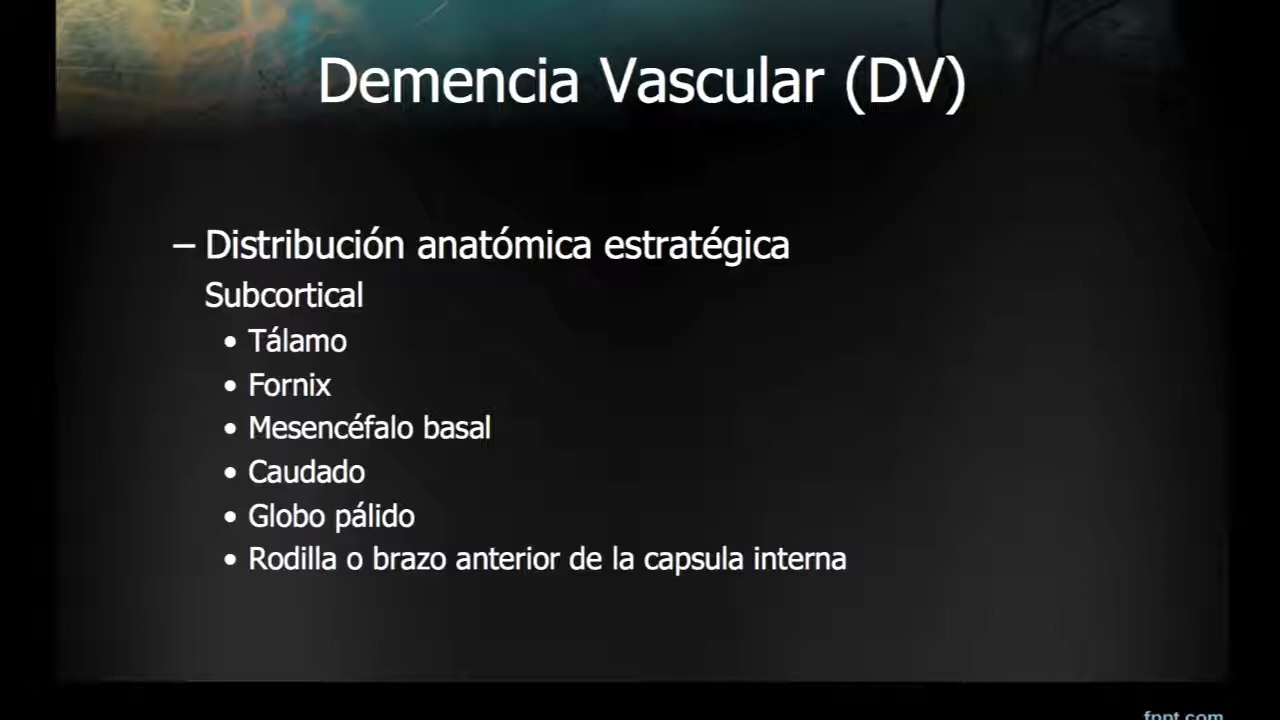 Demencia Vascular (DV)
– Distribución anatómica estratégica
Subcortical
• Tálamo
• Fornix
• Mesencéfalo basal
• Caudado
• Globo pálido
• Rodilla o brazo anterior de la capsula interna
fppt.com